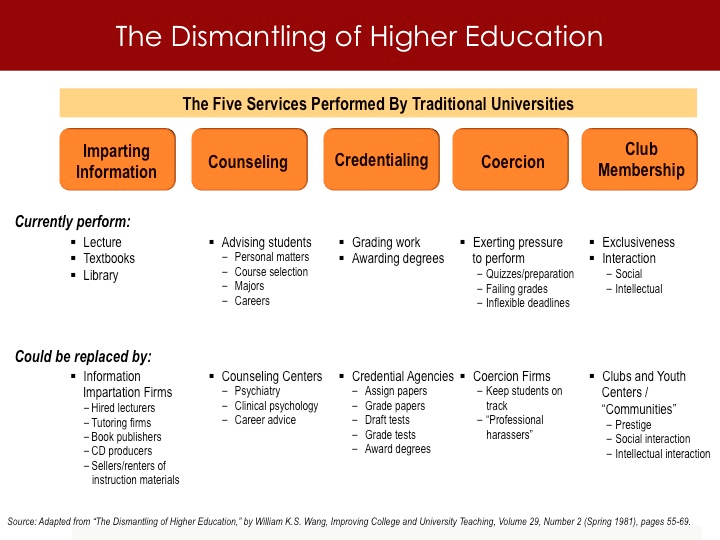 The Dismantling of Higher Education
The Five Services Performed By Traditional Universities
Imparting
Information
Counseling
Credentialing
Coercion
Club
Membership
Currently perform:
▪ Lecture
▪ Textbooks
▪ Library
▪ Advising students
– Personal matters
– Course selection
– Majors
– Careers
▪ Grading work
▪ Awarding degrees
▪ Exerting pressure
to perform
– Quizzes/preparation
– Failing grades
– Inflexible deadlines
▪ Exclusiveness
▪ Interaction
– Social
– Intellectual
Could be replaced by:
▪ Information
Impartation Firms
– Hired lecturers
– Tutoring firms
– Book publishers
– CD producers
– Sellers/renters of
instruction materials
▪ Counseling Centers
– Psychiatry
– Clinical psychology
– Career advice
▪ Credential Agencies
– Assign papers
– Grade papers
– Draft tests
– Grade tests
– Award degrees
▪ Coercion Firms
– Keep students on
track
– “Professional
harassers”
▪ Clubs and Youth
Centers /
“Communities”
– Prestige
– Social interaction
– Intellectual interaction
Source: Adapted from “The Dismantling of Higher Education,” by William K.S. Wang, Improving College and University Teaching, Volume 29, Number 2 (Spring 1981), pages 55-69.